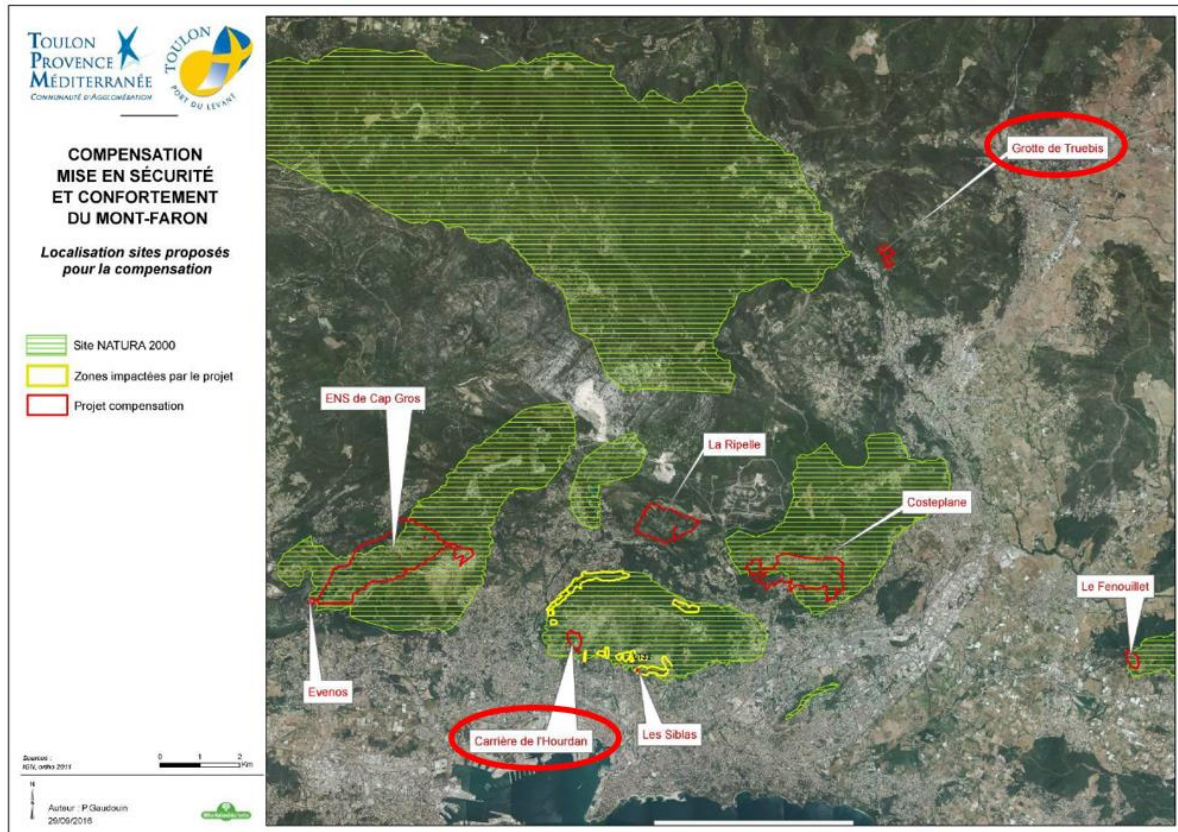 TOULON
PROVENCE
MÉDITERRANÉE
COMMUNAUTÉ D'AGGLOMÉRATION
TOULON
PORT DU LEVANT
COMPENSATION
MISE EN SÉCURITÉ
ET CONFORTEMENT
DU MONT-FARON
Localisation sites proposés
pour la compensation
Site NATURA 2000
Zones impactées par le projet
Projet compensation
Grotte de Truebis
ENS de Cap Gros
La Ripelle
Costeplane
Le Fenouillet
Evenos
Carrière de l'Hourdan
Les Siblas
Sources :
IGN, ortho 2011
0 1 2
Km
N
Auteur : P.Gaudouin
29/09/2016